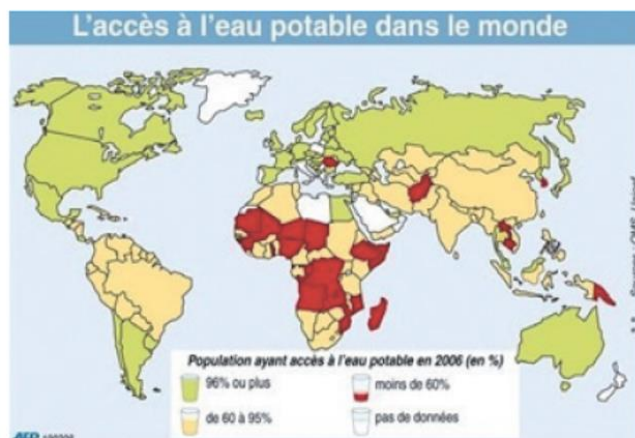 L'accès à l'eau potable dans le monde
Population ayant accès à l'eau potable en 2006 (en %)
96% ou plus
moins de 60%
de 60 à 95%
pas de données
AFP